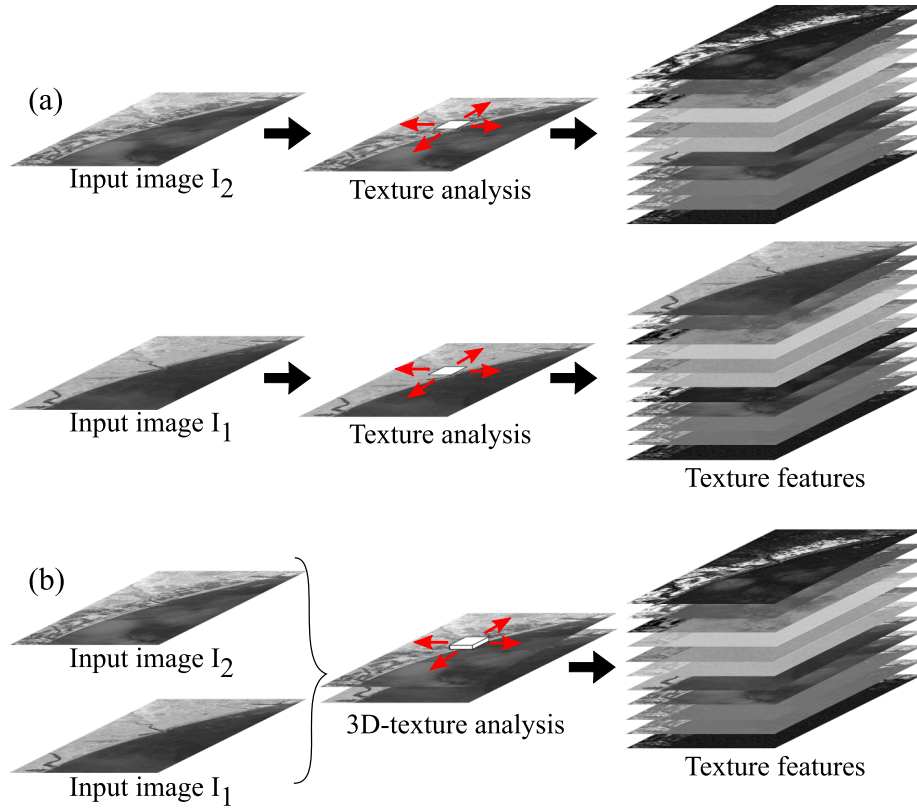 (a)
Input image I2
Texture analysis
Input image I1
Texture analysis
Texture features
(b)
Input image I2
3D-texture analysis
Texture features
Input image I1